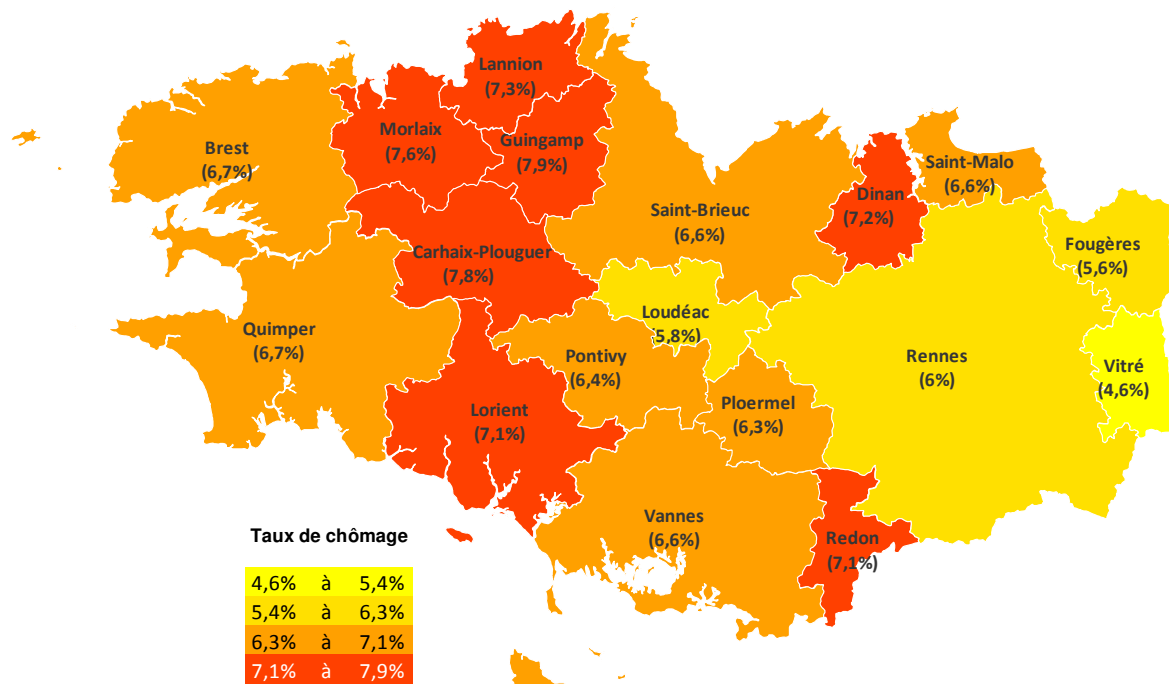 Lannion
(7,3%)
Morlaix
(7,6%)
Guingamp
(7,9%)
Brest
(6,7%)
Saint-Malo
(6,6%)
Dinan
(7,2%)
Saint-Brieuc
(6,6%)
Fougères
(5,6%)
Carhaix-Plouguer
(7,8%)
Loudéac
(5,8%)
Quimper
(6,7%)
Pontivy
(6,4%)
Rennes
(6%)
Vitré
(4,6%)
Ploermel
(6,3%)
Lorient
(7,1%)
Vannes
(6,6%)
Redon
(7,1%)
Taux de chômage
4,6% à 5,4%
5,4% à 6,3%
6,3% à 7,1%
7,1% à 7,9%